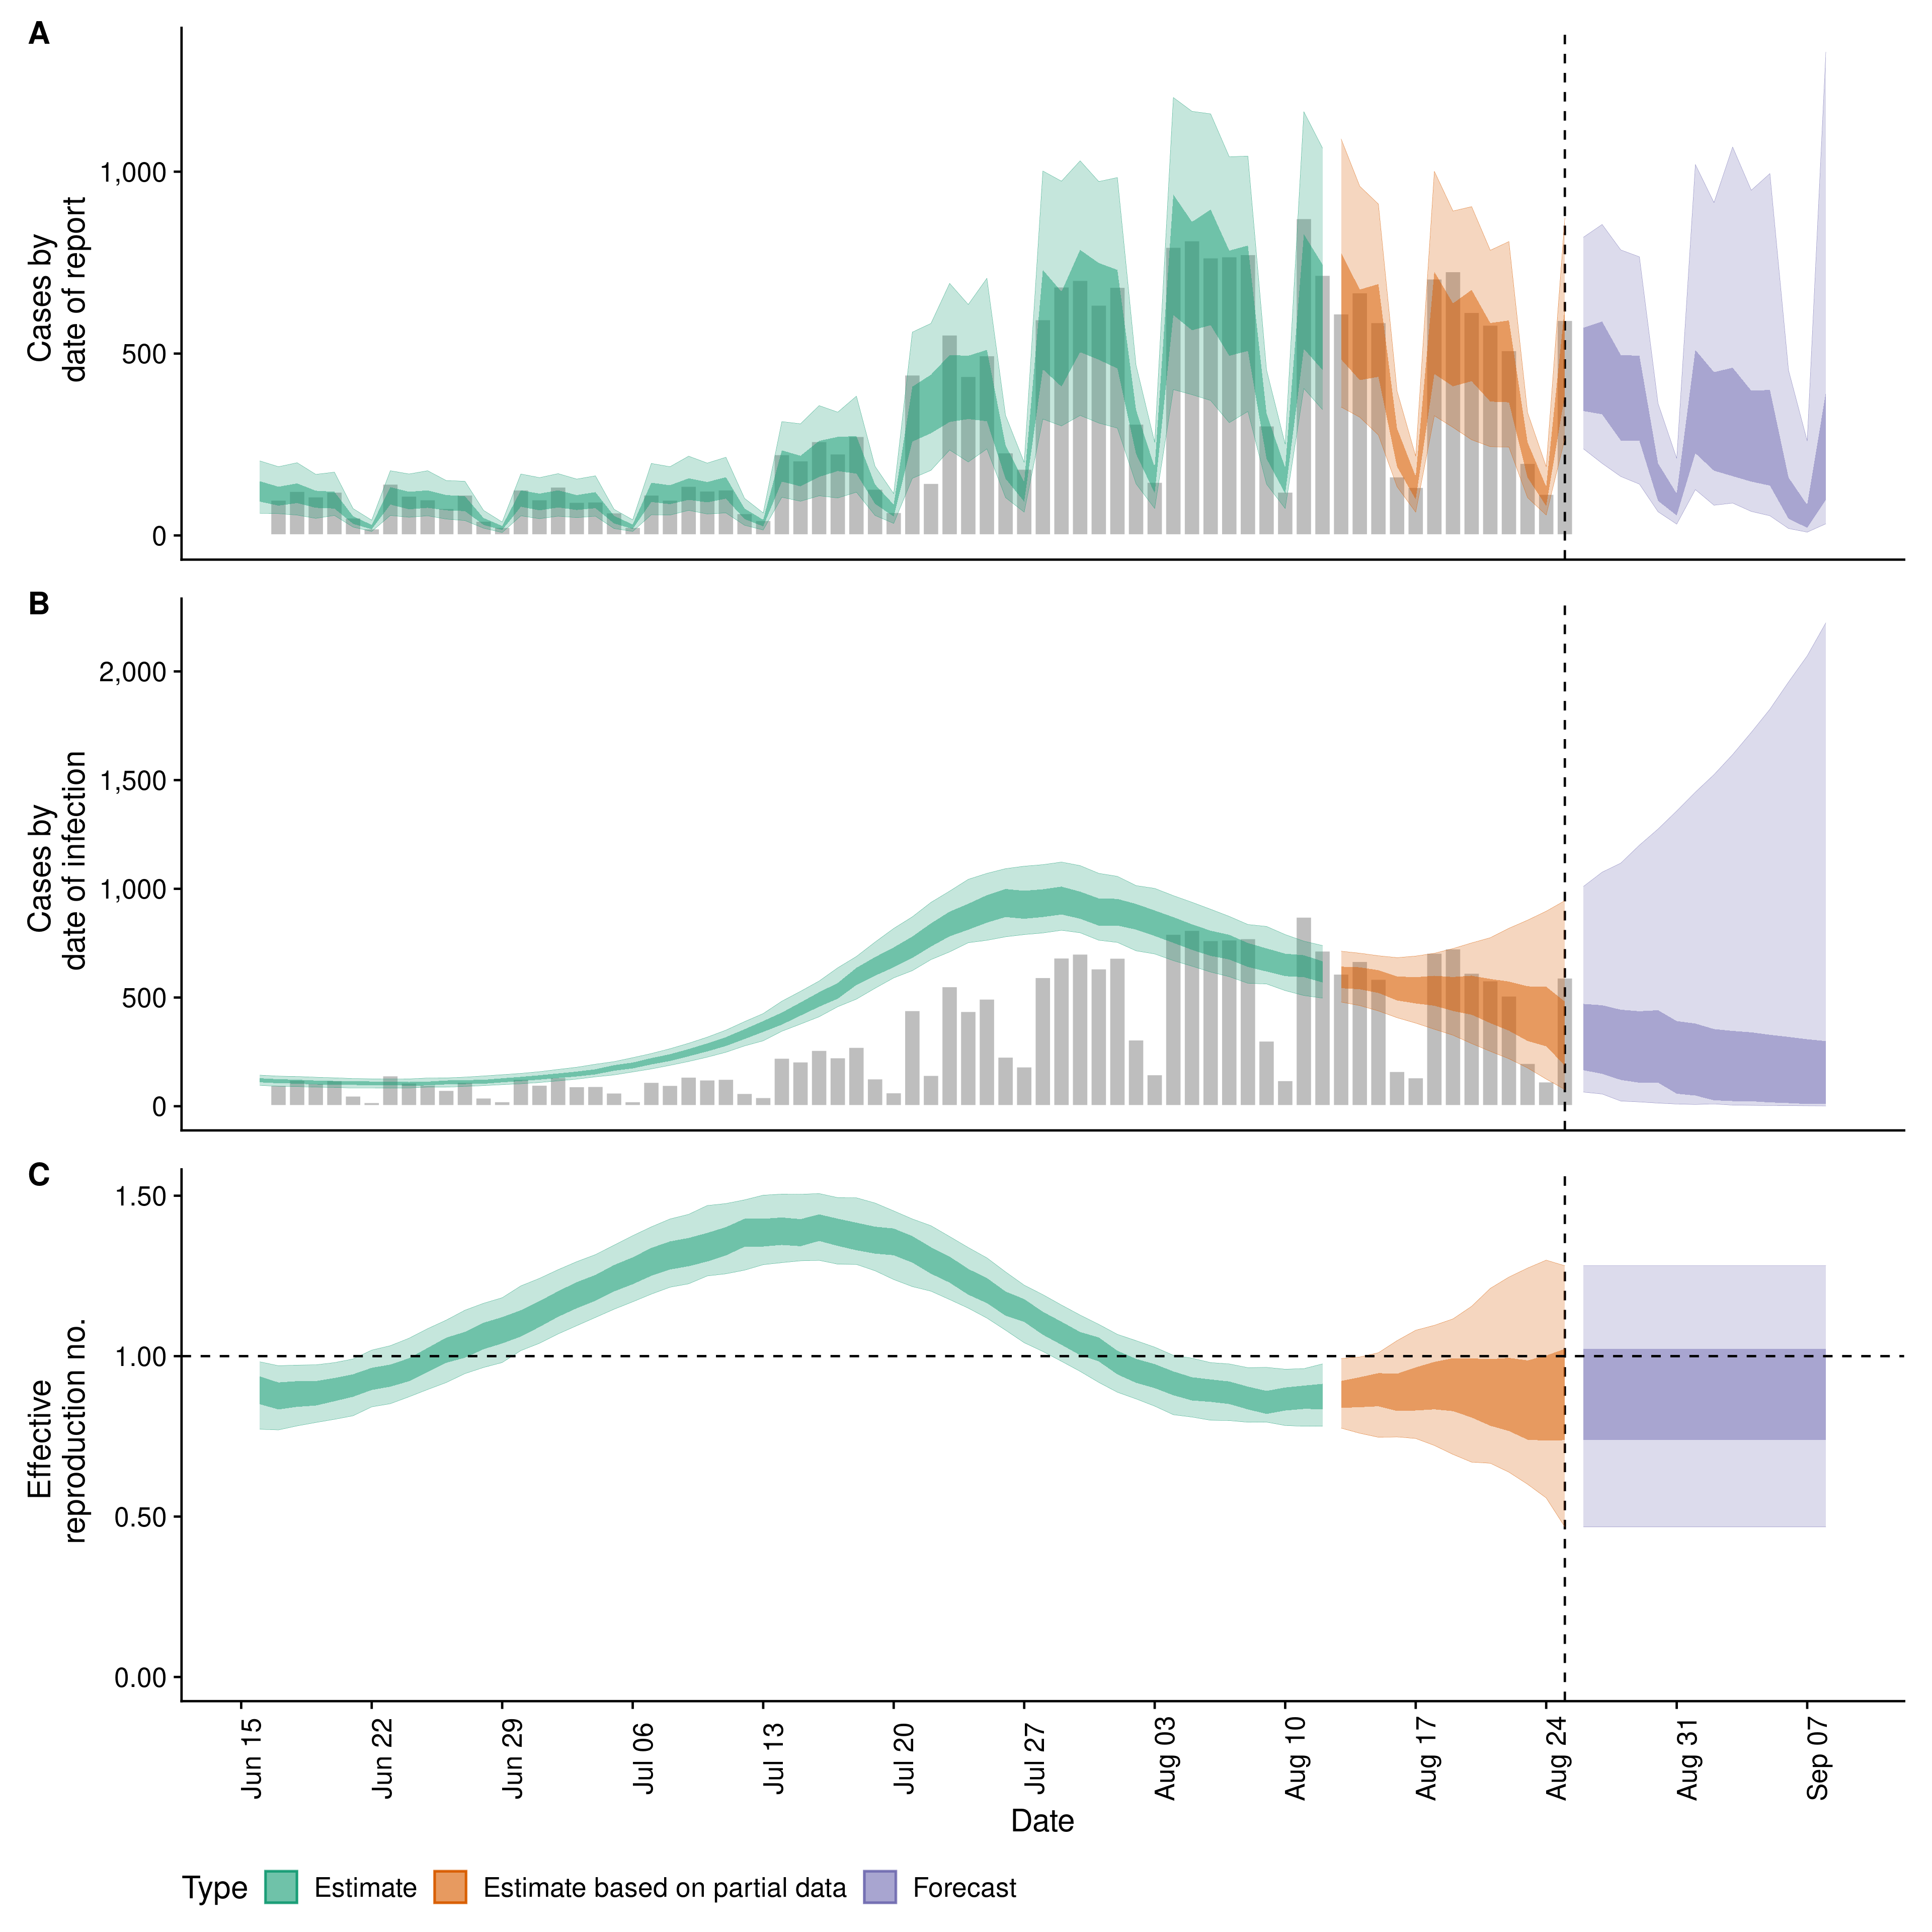 A
Cases by
date of report
1,000
500
0
B
Cases by
date of infection
2,000
1,500
1,000
500
0
C
Effective
reproduction no.
1.50
1.00
0.50
0.00
Jun 15
Jun 22
Jun 29
Jul 06
Jul 13
Jul 20
Jul 27
Aug 03
Aug 10
Aug 17
Aug 24
Aug 31
Sep 07
Date
Type Estimate Estimate based on partial data Forecast